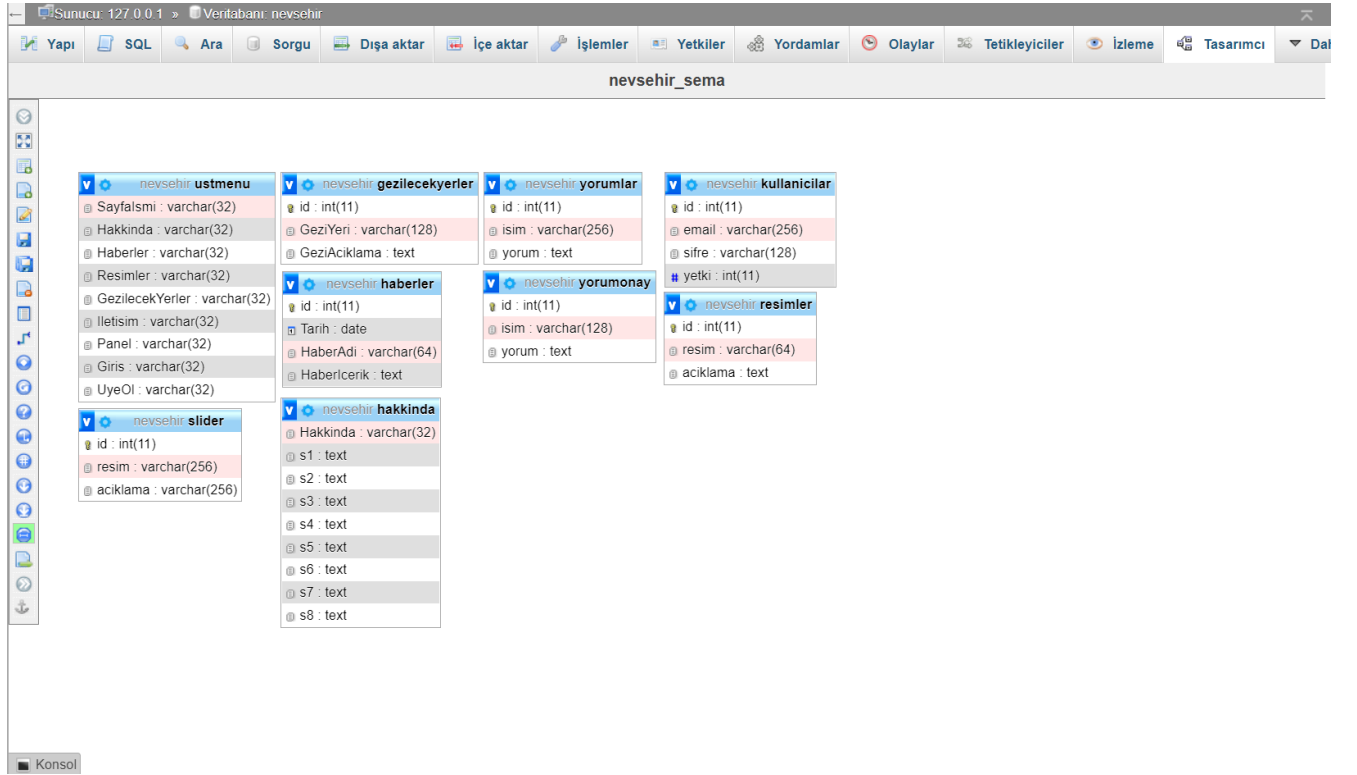 Sunucu: 127.0.0.1 » Veritabanı: nevsehir
Yapı SQL Ara Sorgu Dışa aktar İçe aktar İşlemler Yetkiler Yordamlar Olaylar Tetikleyiciler İzleme Tasarımcı Dah
nevsehir_sema
nevsehir ustmenu
SayfaIsmi : varchar(32)
Hakkinda : varchar(32)
Haberler : varchar(32)
Resimler : varchar(32)
GezilecekYerler : varchar(32)
Iletisim : varchar(32)
Panel : varchar(32)
Giris : varchar(32)
UyeOl : varchar(32)
nevsehir slider
id : int(11)
resim : varchar(256)
aciklama : varchar(256)
nevsehir gezilecekyerler
id : int(11)
GeziYeri : varchar(128)
GeziAciklama : text
nevsehir haberler
id : int(11)
Tarih : date
HaberAdi : varchar(64)
HaberIcerik : text
nevsehir hakkinda
Hakkinda : varchar(32)
s1 : text
s2 : text
s3 : text
s4 : text
s5 : text
s6 : text
s7 : text
s8 : text
nevsehir yorumlar
id : int(11)
isim : varchar(256)
yorum : text
nevsehir yorumonay
id : int(11)
isim : varchar(128)
yorum : text
nevsehir kullanicilar
id : int(11)
email : varchar(256)
sifre : varchar(128)
# yetki : int(11)
nevsehir resimler
id : int(11)
resim : varchar(64)
aciklama : text
Konsol